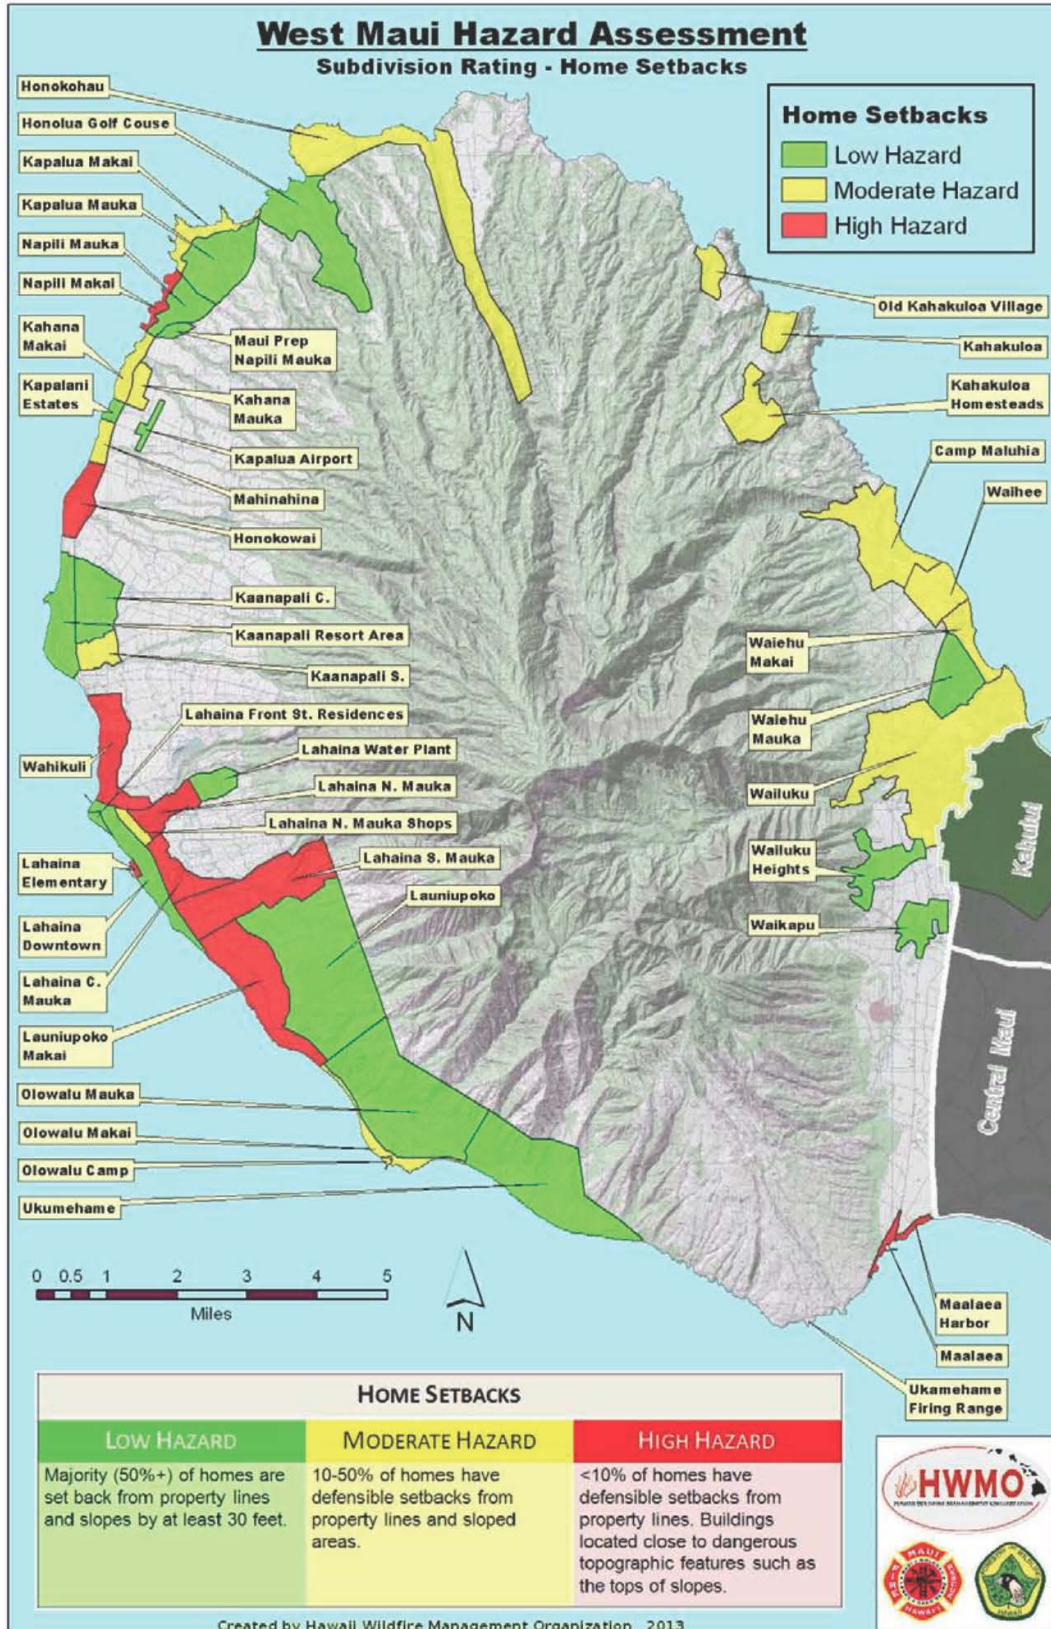 West Maui Hazard Assessment
Subdivision Rating - Home Setbacks
Honokohau
Honolua Golf Couse
Kapalua Makai
Kapalua Mauka
Napili Mauka
Napili Makai
Kahana
Makai
Kapalani
Estates
Maui Prep
Napili Mauka
Kahana
Mauka
Kapalua Airport
Mahinahina
Honokowai
Kaanapali C.
Kaanapali Resort Area
Kaanapali S.
Lahaina Front St. Residences
Wahikuli
Lahaina Water Plant
Lahaina N. Mauka
Lahaina N. Mauka Shops
Lahaina
Elementary
Lahaina S. Mauka
Launiupoko
Lahaina
Downtown
Lahaina C.
Mauka
Launiupoko
Makai
Olowalu Mauka
Olowalu Makai
Olowalu Camp
Ukumehame
Home Setbacks
Low Hazard
Moderate Hazard
High Hazard
Old Kahakuloa Village
Kahakuloa
Kahakuloa
Homesteads
Camp Maluhia
Waihee
Waiehu
Makai
Waiehu
Mauka
Wailuku
Wailuku
Heights
Waikapu
Kahului
Central Maui
Maalaea
Harbor
Maalaea
Ukamehame
Firing Range
0 0.5 1 2 3 4 5
Miles
N
HOME SETBACKS
LOW HAZARD
Majority (50%+) of homes are
set back from property lines
and slopes by at least 30 feet.
MODERATE HAZARD
10-50% of homes have
defensible setbacks from
property lines and sloped
areas.
HIGH HAZARD
<10% of homes have
defensible setbacks from
property lines. Buildings
located close to dangerous
topographic features such as
the tops of slopes.
HWMO
HAWAII WILDFIRE MANAGEMENT ORGANIZATION
MAUI
FIRE
HAWAII
Created by Hawaii Wildfire Management Organization, 2013